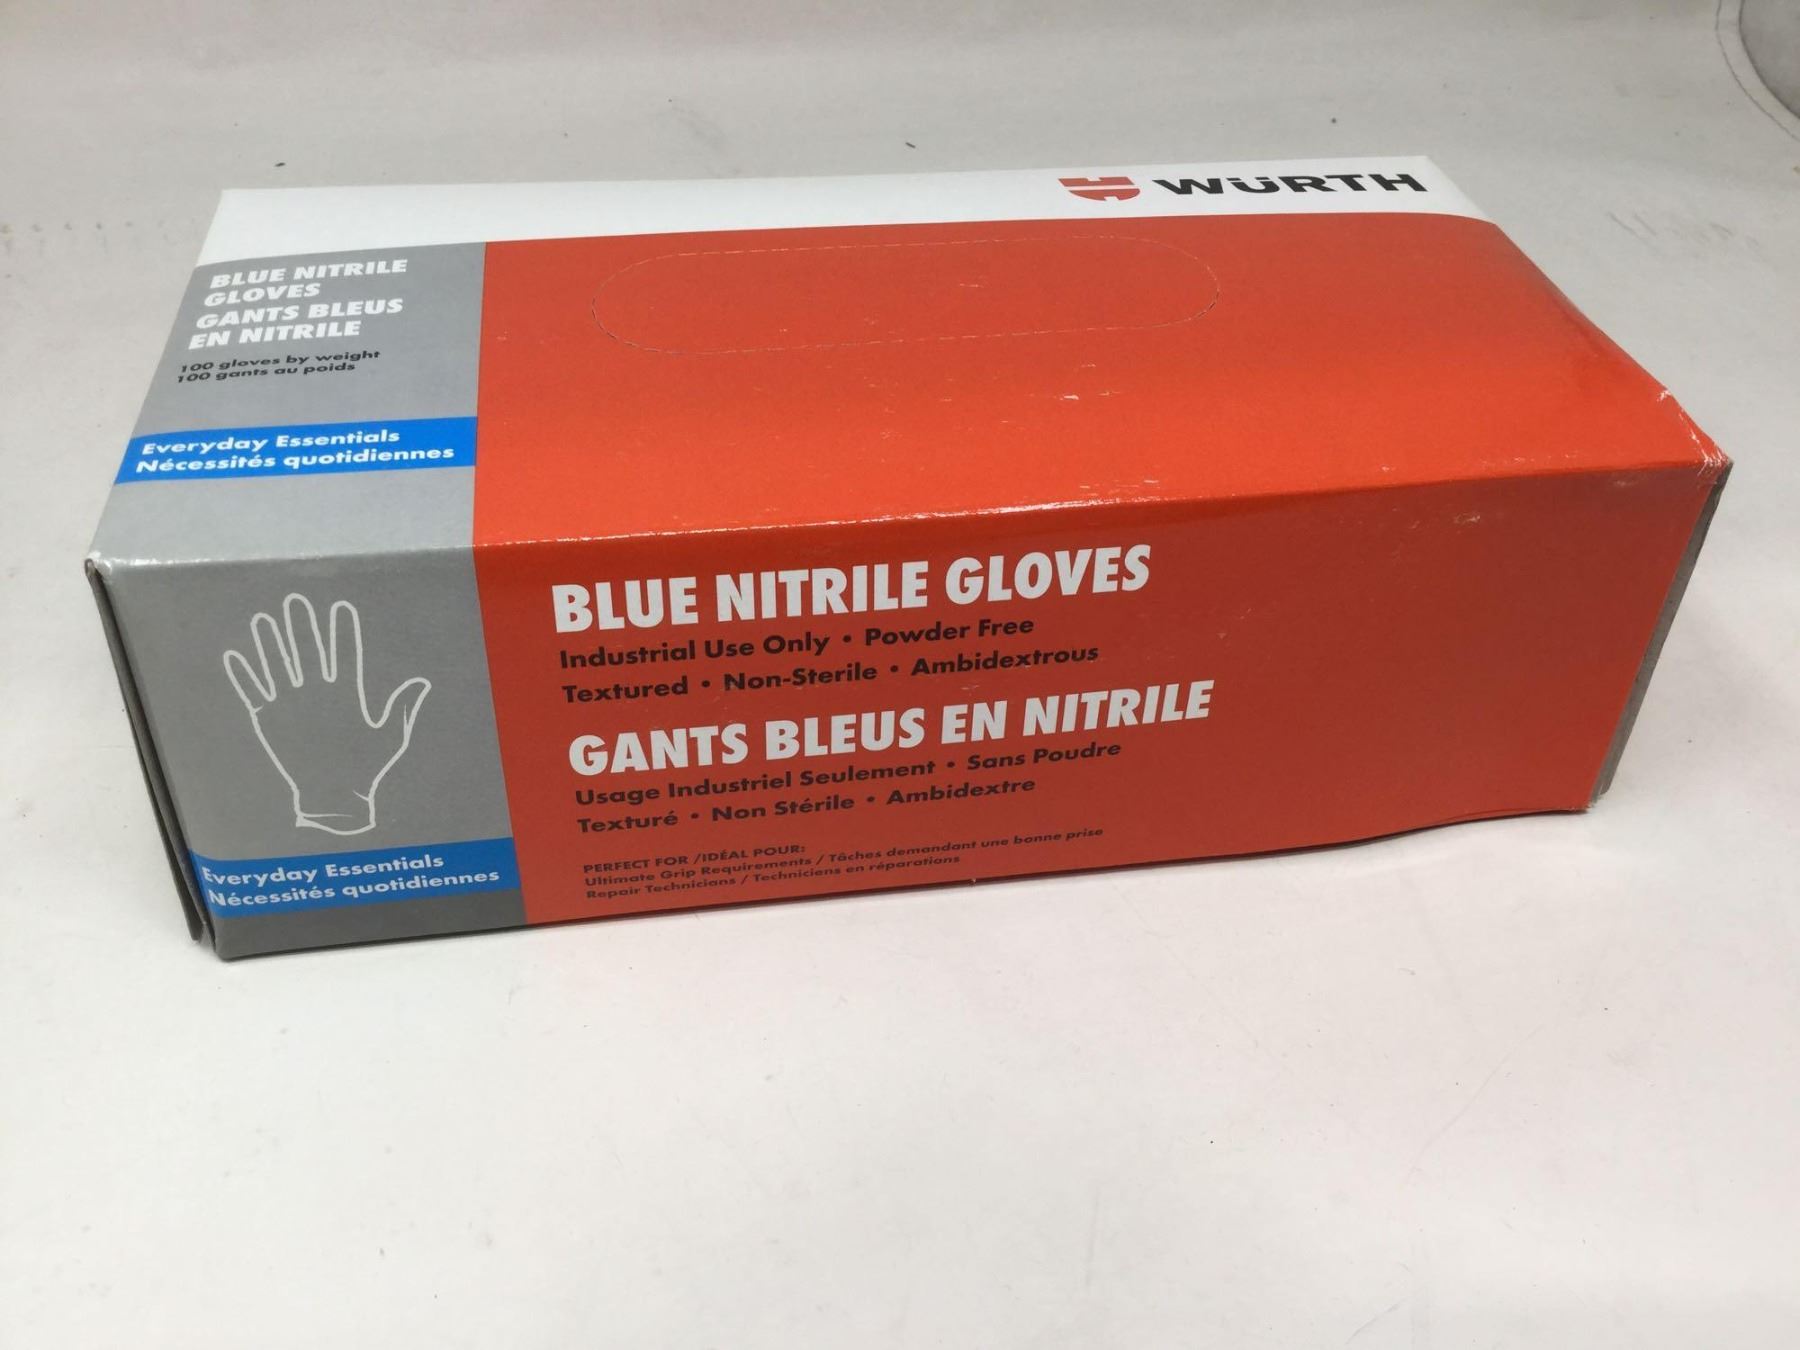 WÜRTH
BLUE NITRILE
GLOVES
GANTS BLEUS
EN NITRILE
100 gloves by weight
100 gants au poids
Everyday Essentials
Nécessités quotidiennes
BLUE NITRILE GLOVES
Industrial Use Only • Powder Free
Textured • Non-Sterile • Ambidextrous
GANTS BLEUS EN NITRILE
Usage Industriel Seulement • Sans Poudre
Texturé • Non Stérile • Ambidextre
PERFECT FOR /IDÉAL POUR:
Ultimate Grip Requirements / Tâches demandant une bonne prise
Repair Technicians / Techniciens en réparations
Everyday Essentials
Nécessités quotidiennes